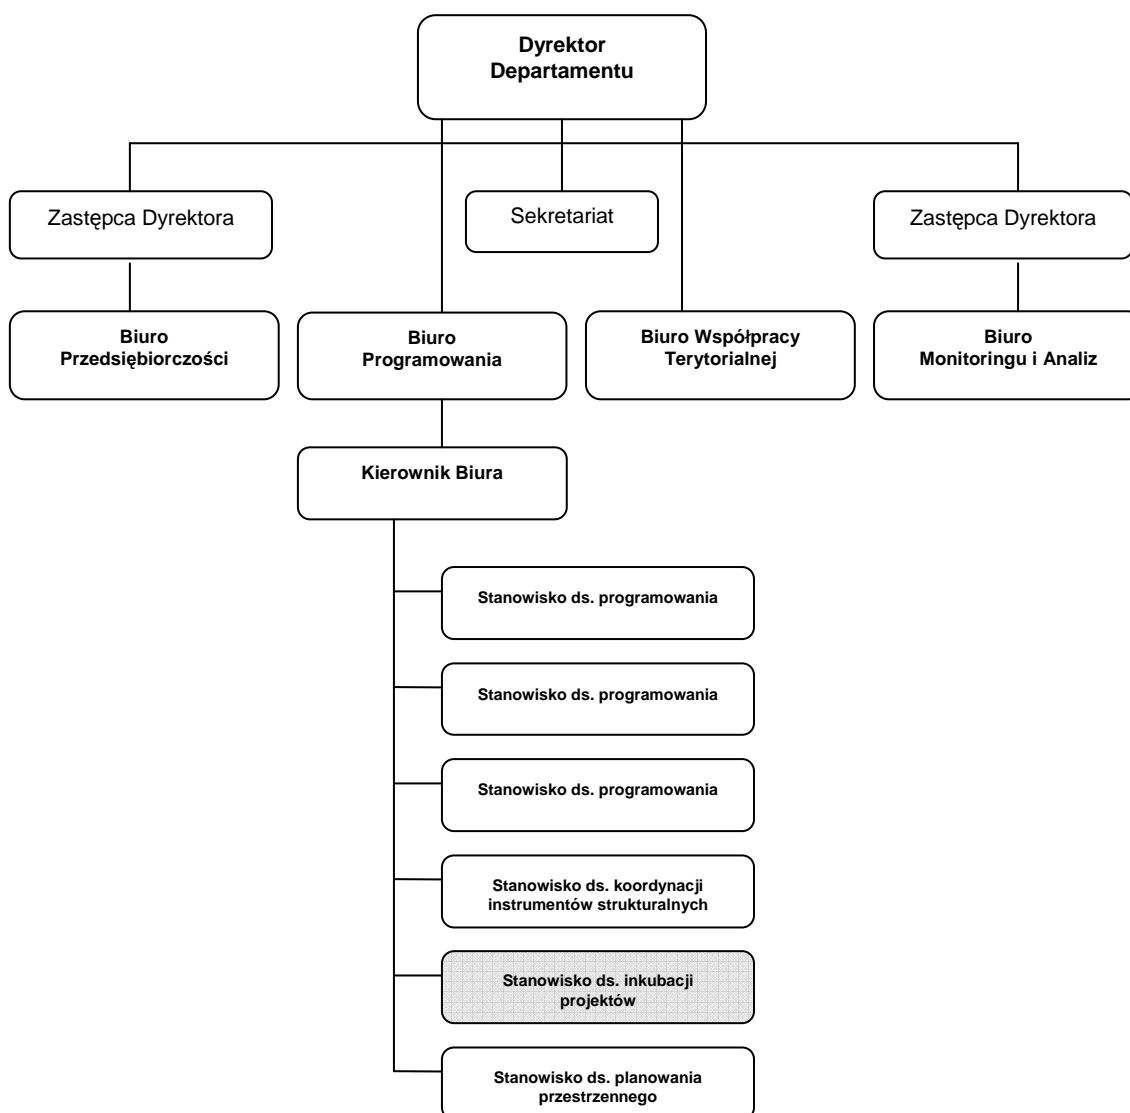 Dyrektor
Departamentu
Zastępca Dyrektora
Sekretariat
Zastępca Dyrektora
Biuro
Przedsiębiorczości
Biuro
Programowania
Biuro Współpracy
Terytorialnej
Biuro
Monitoringu i Analiz
Kierownik Biura
Stanowisko ds. programowania
Stanowisko ds. programowania
Stanowisko ds. programowania
Stanowisko ds. koordynacji
instrumentów strukturalnych
Stanowisko ds. inkubacji
projektów
Stanowisko ds. planowania
przestrzennego